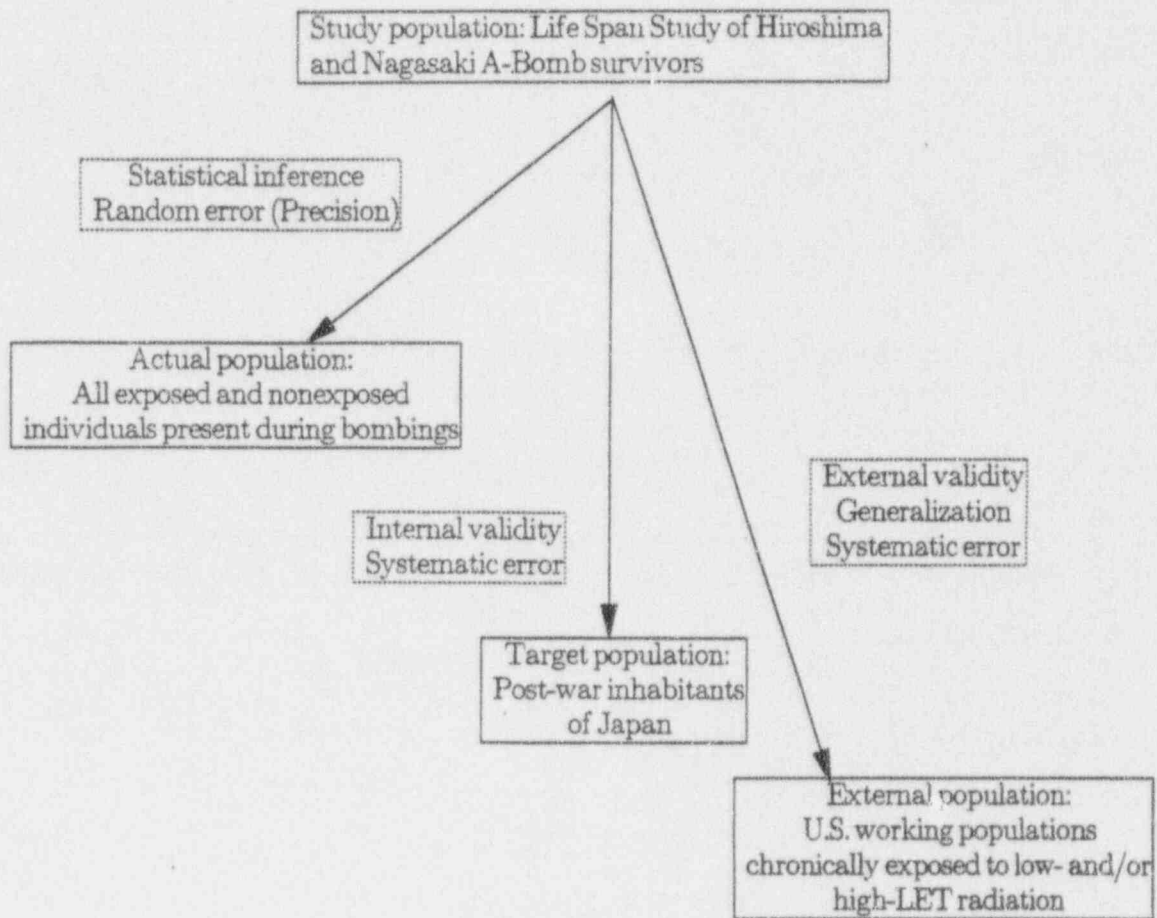 Study population: Life Span Study of Hiroshima
and Nagasaki A-Bomb survivors
Statistical inference
Random error (Precision)
Actual population:
All exposed and nonexposed
individuals present during bombings
Internal validity
Systematic error
External validity
Generalization
Systematic error
Target population:
Post-war inhabitants
of Japan
External population:
U.S. working populations
chronically exposed to low- and/or
high-LET radiation